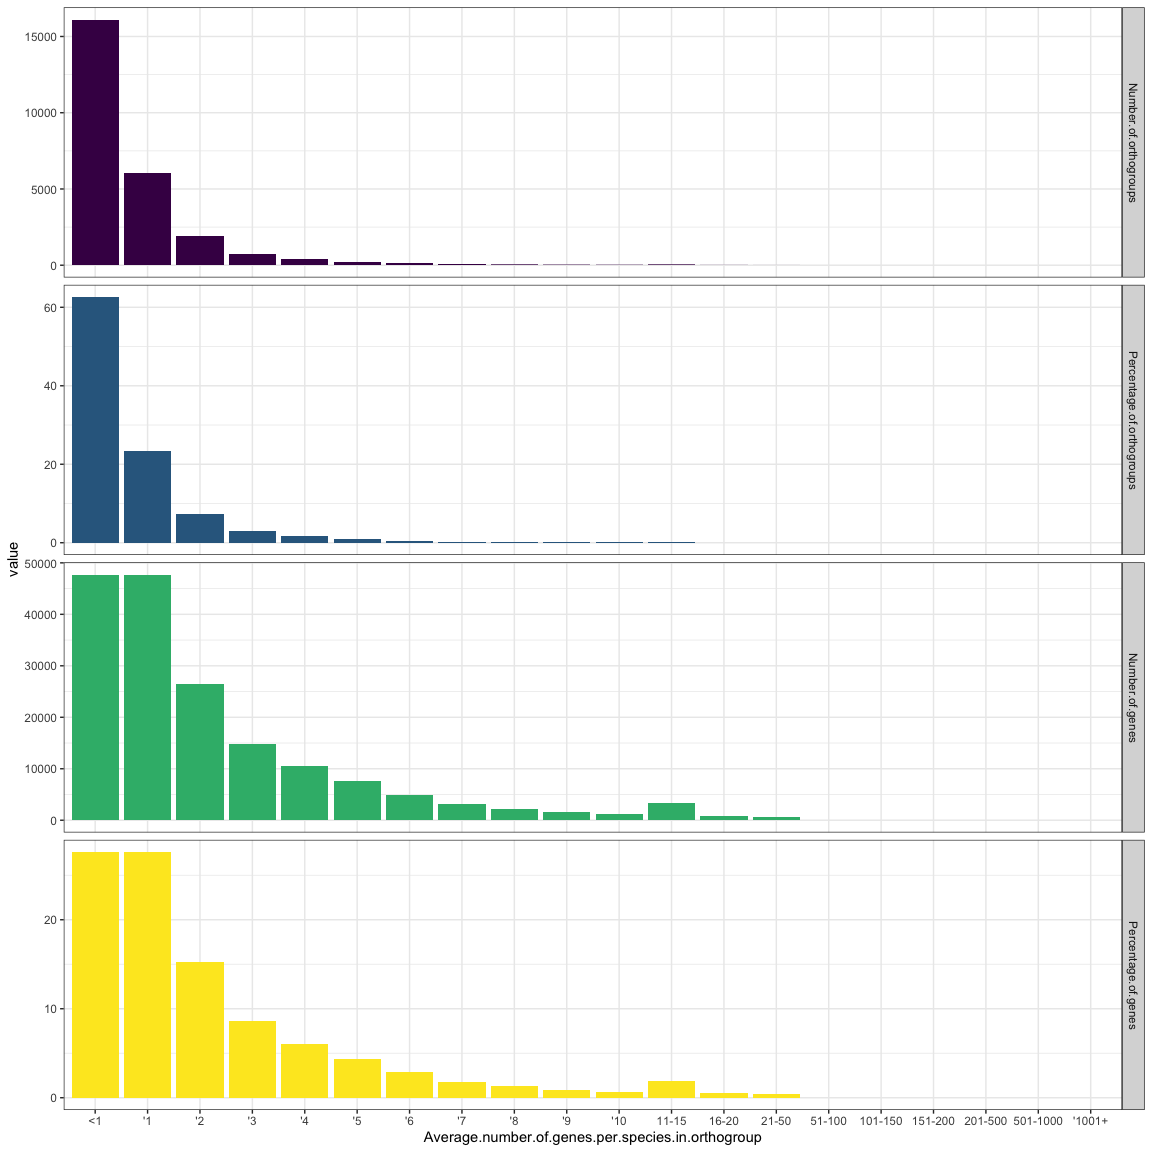 15000
10000
5000
0
Number.of.orthogroups
60
40
20
0
Percentage.of.orthogroups
value
50000
40000
30000
20000
10000
0
Number.of.genes
20
10
0
Percentage.of.genes
<1 '1 '2 '3 '4 '5 '6 '7 '8 '9 '10 11-15 16-20 21-50 51-100 101-150 151-200 201-500 501-1000 '1001+
Average.number.of.genes.per.species.in.orthogroup